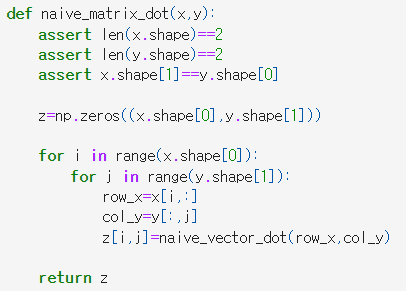 def naive_matrix_dot(x,y):
    assert len(x.shape)==2
    assert len(y.shape)==2
    assert x.shape[1]==y.shape[0]

    z=np.zeros((x.shape[0],y.shape[1]))

    for i in range(x.shape[0]):
        for j in range(y.shape[1]):
            row_x=x[i,:]
            col_y=y[:,j]
            z[i,j]=naive_vector_dot(row_x,col_y)

    return z